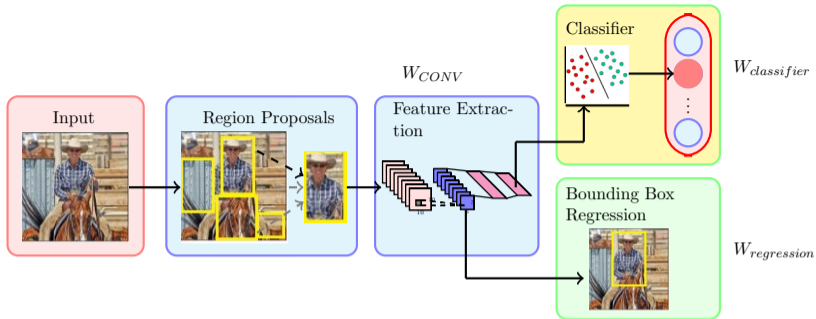 Input
Region Proposals
W_CONV
Feature Extrac-
tion
Classifier
W_classifier
Bounding Box
Regression
W_regression